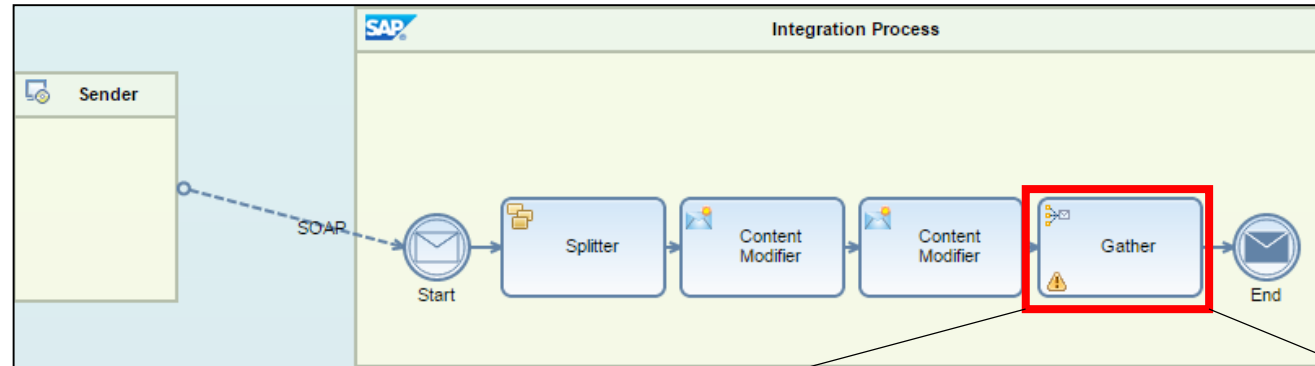 SAP
Integration Process
Sender
SOAP
Start
Splitter
Content
Modifier
Content
Modifier
Gather
End